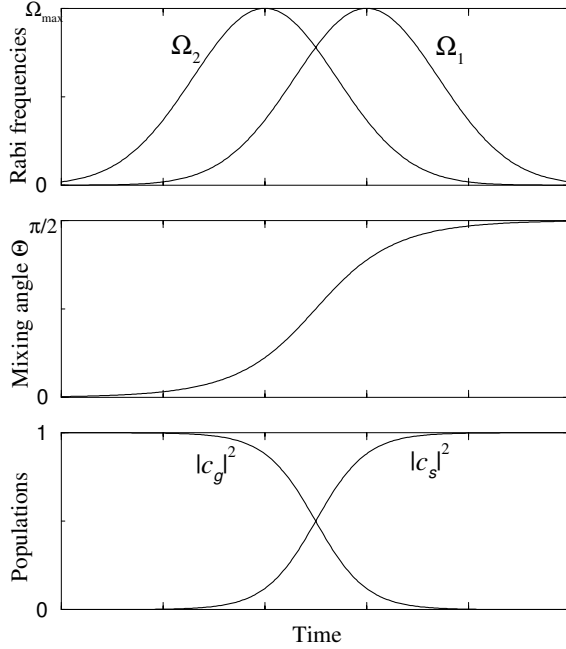 Ω_max
Ω_2
Ω_1
Rabi frequencies
0
π/2
Mixing angle Θ
0
1
|c_g|^2
|c_s|^2
Populations
0
Time